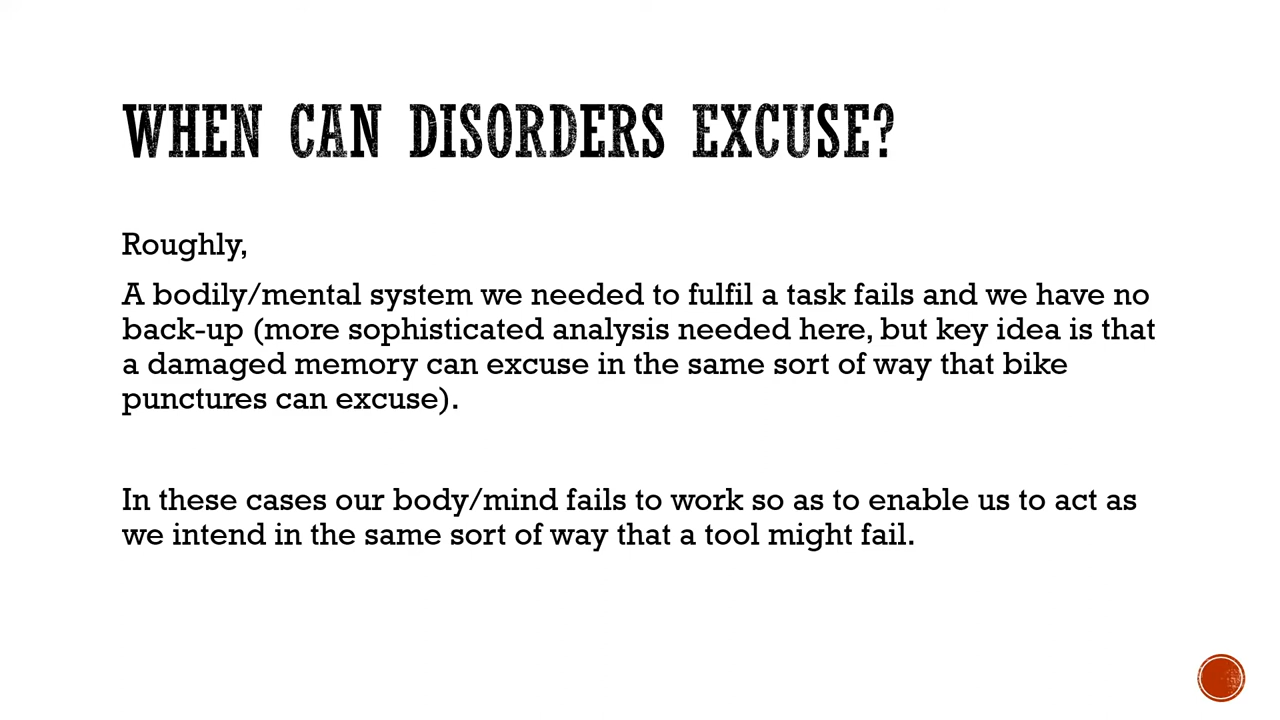 WHEN CAN DISORDERS EXCUSE?
Roughly,
A bodily/mental system we needed to fulfil a task fails and we have no
back-up (more sophisticated analysis needed here, but key idea is that
a damaged memory can excuse in the same sort of way that bike
punctures can excuse).
In these cases our body/mind fails to work so as to enable us to act as
we intend in the same sort of way that a tool might fail.